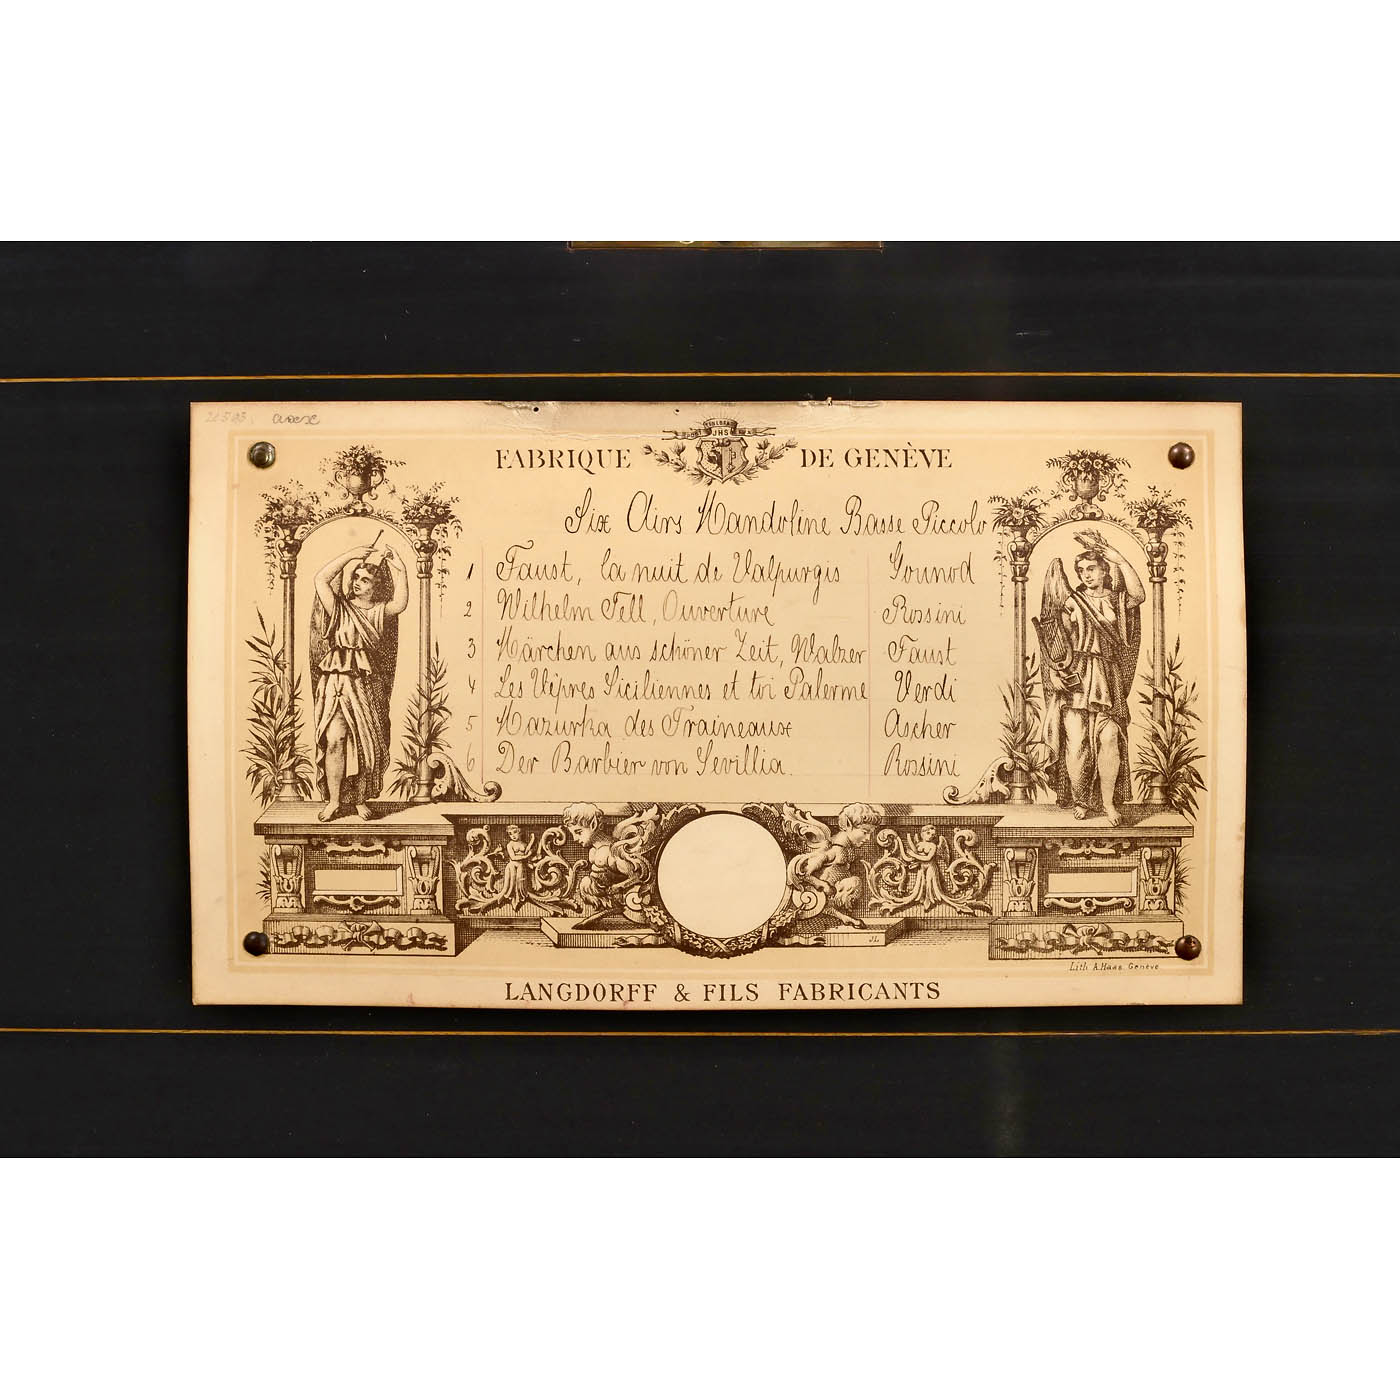 FABRIQUE DE GENÈVE
JHS
Six Airs Mandoline Basse Piccolo
1 Faust, la nuit de Valpurgis Gounod
2 Wilhelm Tell, Ouverture Rossini
3 Märchen aus schöner Zeit, Walzer Faust
4 Les Vêpres Siciliennes et toi Palerme Verdi
5 Mazurka des Traineaux Ascher
6 Der Barbier von Sevillia. Rossini
JL
Lith. A. Haas. Genève
LANGDORFF & FILS FABRICANTS